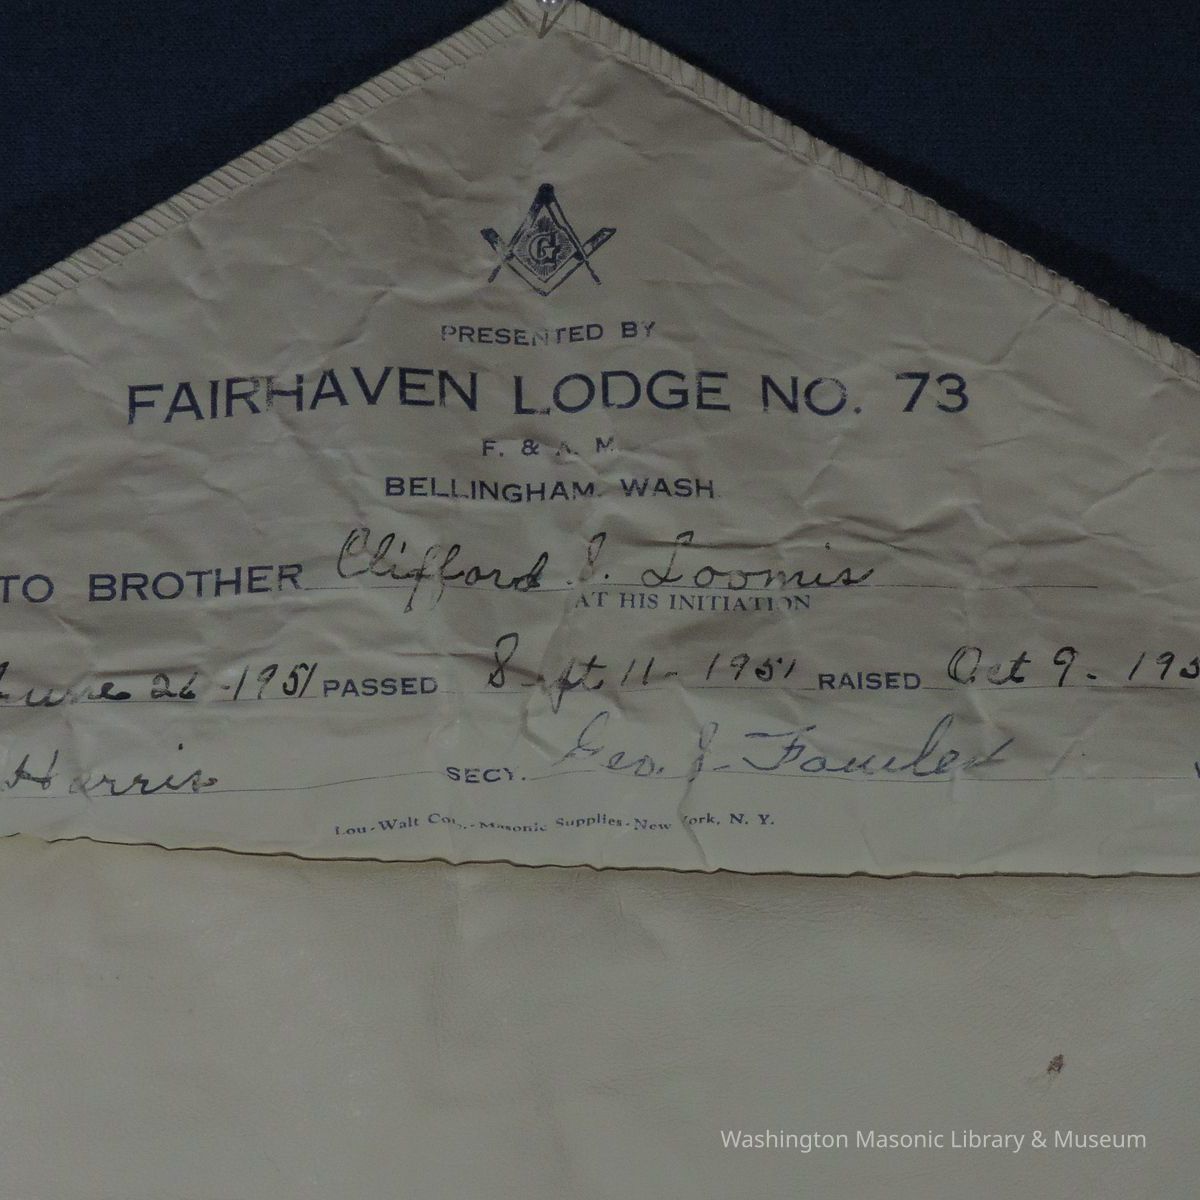 G
PRESENTED BY
FAIRHAVEN LODGE NO. 73
F. & A. M.
BELLINGHAM, WASH.
TO BROTHER Clifford I. Loomis
AT HIS INITIATION
June 26 - 1951 PASSED Sept 11 - 1951 RAISED Oct 9 - 195
Harris SECY. Geo. J. Fowler
Lou-Walt Co., - Masonic Supplies - New York, N. Y.
Washington Masonic Library & Museum